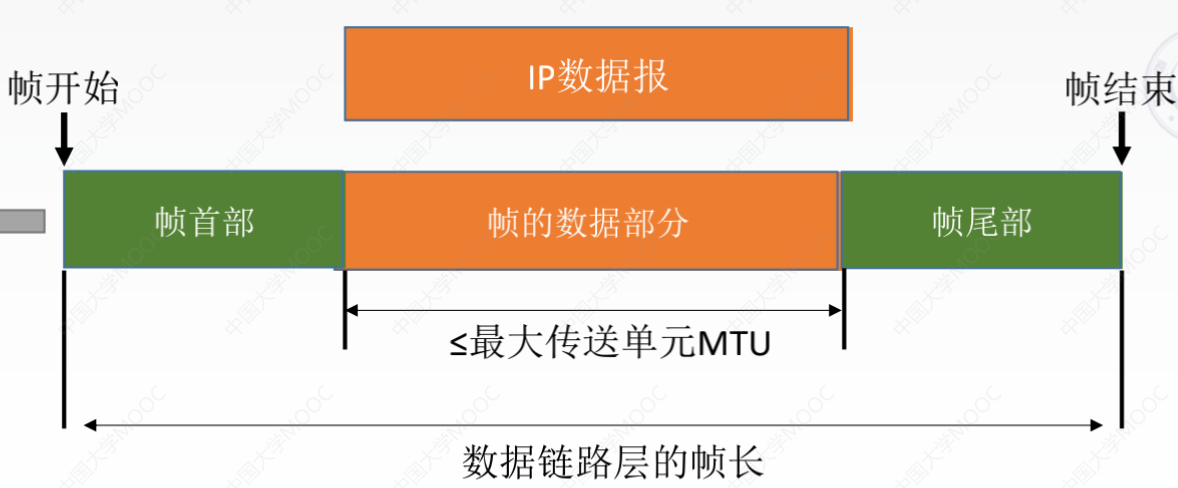 IP数据报
帧开始
帧结束
帧首部
帧的数据部分
帧尾部
≤最大传送单元MTU
数据链路层的帧长
中国大学MOOC